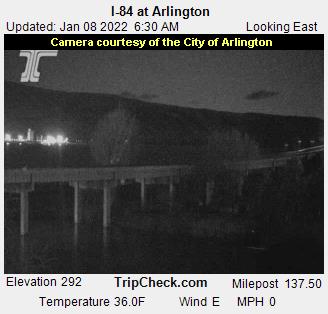 I-84 at Arlington
Updated: Jan 08 2022 6:30 AM Looking East
Camera courtesy of the City of Arlington
Elevation 292 TripCheck.com Milepost 137.50
Temperature 36.0F Wind E MPH 0